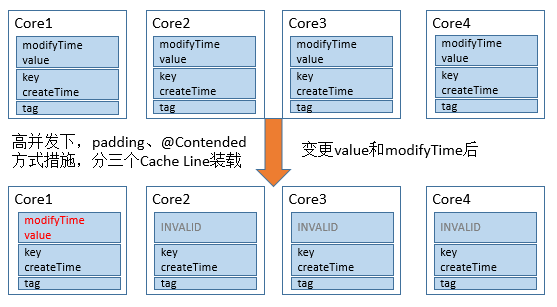 Core1
modifyTime
value
key
createTime
tag
Core2
modifyTime
value
key
createTime
tag
Core3
modifyTime
value
key
createTime
tag
Core4
modifyTime
value
key
createTime
tag
高并发下，padding、@Contended
方式措施，分三个Cache Line装载
变更value和modifyTime后
Core1
modifyTime
value
key
createTime
tag
Core2
INVALID
key
createTime
tag
Core3
INVALID
key
createTime
tag
Core4
INVALID
key
createTime
tag